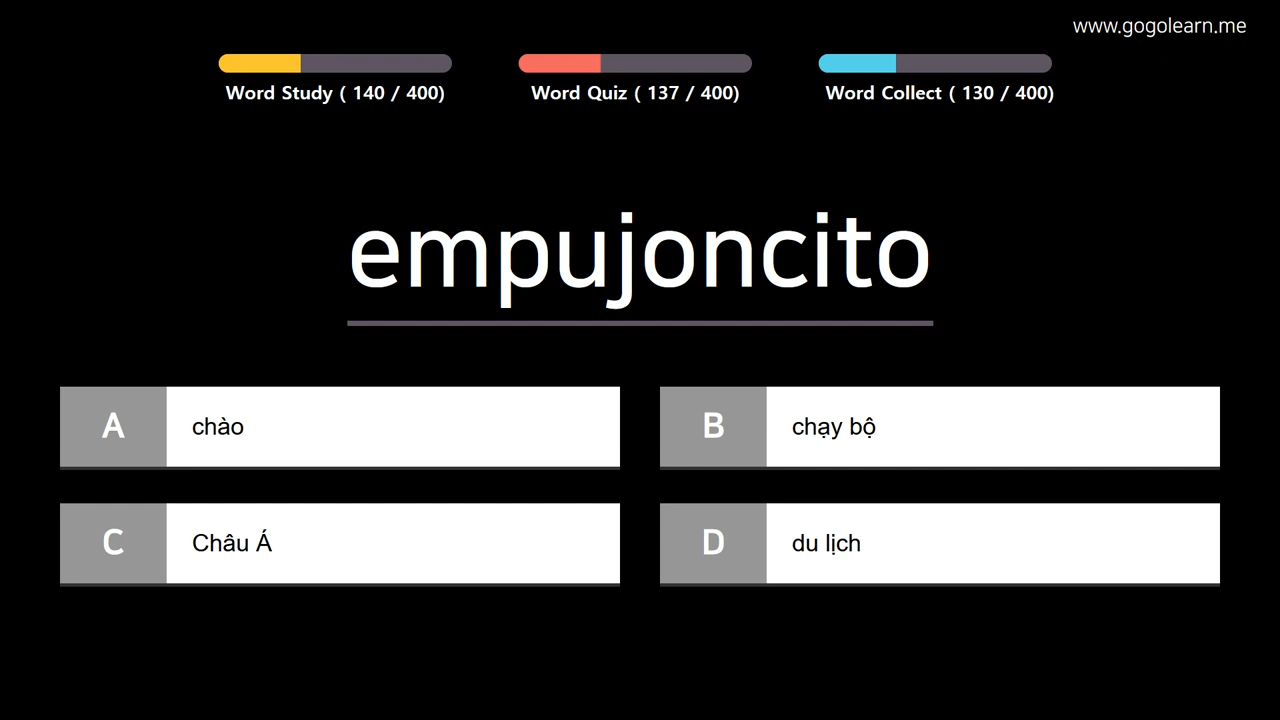 www.gogolearn.me
Word Study ( 140 / 400)
Word Quiz ( 137 / 400)
Word Collect ( 130 / 400)
empujoncito
A chào
B chạy bộ
C Châu Á
D du lịch